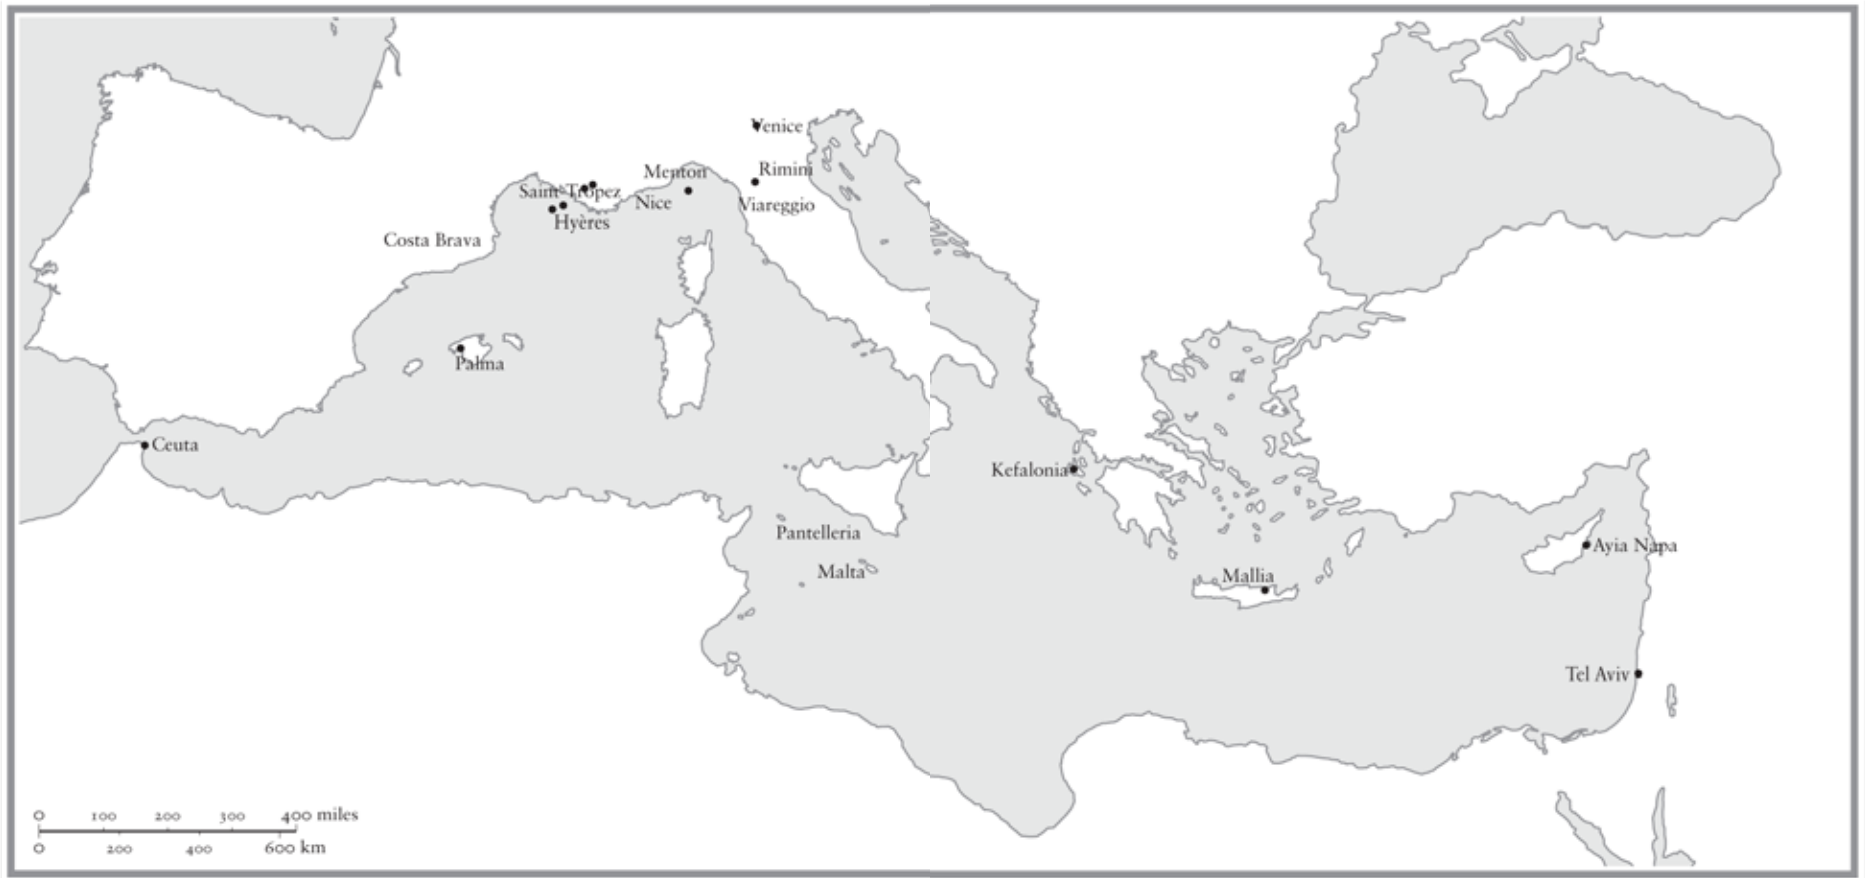 Venice
Rimini
Menton
Saint-Tropez
Nice
Viareggio
Hyères
Costa Brava
Palma
Ceuta
Kefalonia
Pantelleria
Ayia Napa
Malta
Mallia
Tel Aviv
0 100 200 300 400 miles
0 200 400 600 km